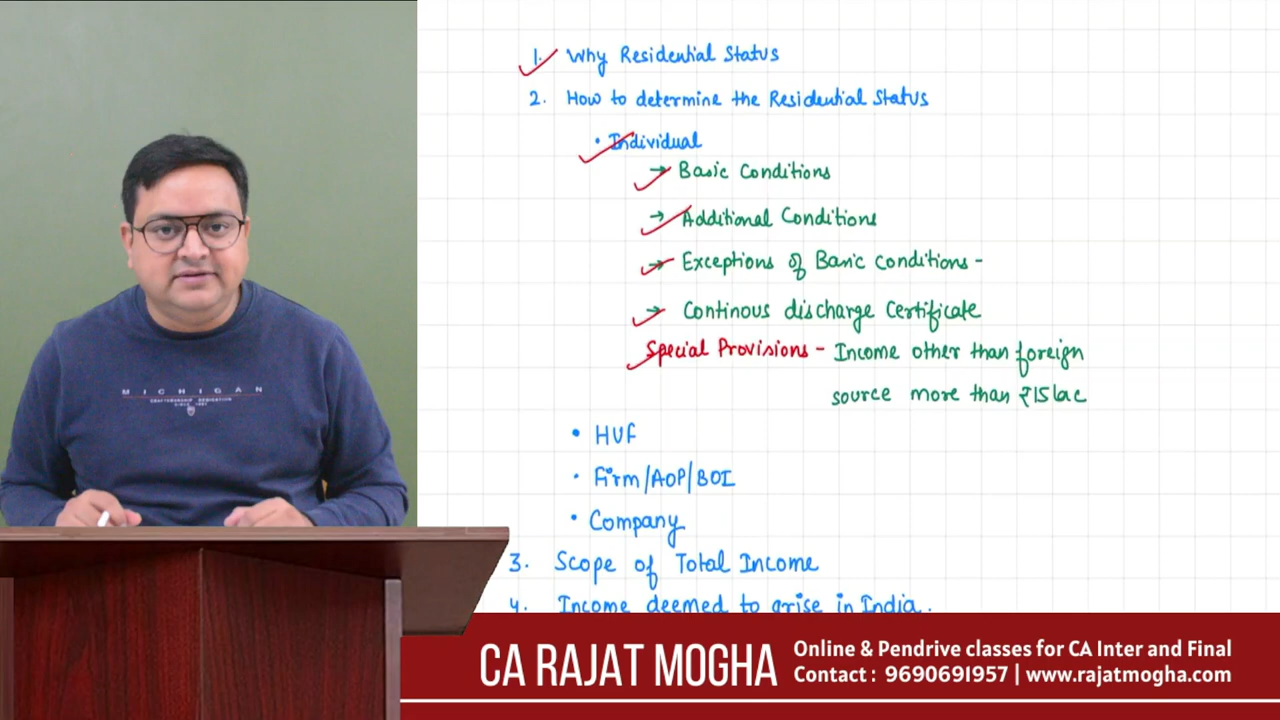 1. Why Residential Status
2. How to determine the Residential Status
• Individual
→ Basic Conditions
→ Additional Conditions
→ Exceptions of Basic Conditions -
→ Continous discharge Certificate
Special Provisions - Income other than foreign
source more than ₹15 lac
• HUF
• Firm/AOP/BOI
• Company
3. Scope of Total Income
4. Income deemed to arise in India.
MICHIGAN
CA RAJAT MOGHA
Online & Pendrive classes for CA Inter and Final
Contact : 9690691957 | www.rajatmogha.com